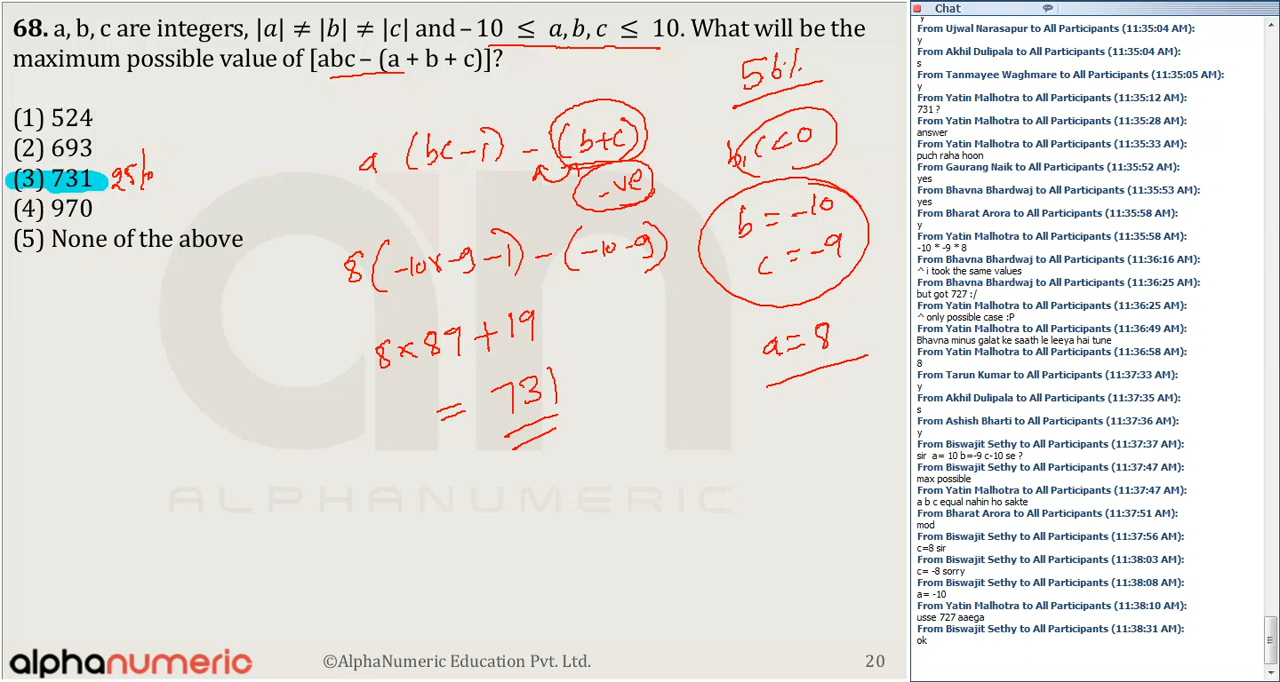 68. a, b, c are integers, |a| ≠ |b| ≠ |c| and – 10 ≤ a, b, c ≤ 10. What will be the
maximum possible value of [abc – (a + b + c)]?
(1) 524
(2) 693
(3) 731 25%
(4) 970
(5) None of the above
56%
a (bc – 1) – (b+c)
-ve
b, c < 0
b = -10
c = -9
8 (-10 x -9 -1) - (-10 -9)
a = 8
8 x 89 + 19
= 731
ALPHANUMERIC
alphanumeric
©AlphaNumeric Education Pvt. Ltd.
20
Chat
y
From Ujwal Narasapur to All Participants (11:35:04 AM):
y
From Akhil Dulipala to All Participants (11:35:04 AM):
s
From Tanmayee Waghmare to All Participants (11:35:05 AM):
y
From Yatin Malhotra to All Participants (11:35:12 AM):
731 ?
From Yatin Malhotra to All Participants (11:35:28 AM):
answer
From Yatin Malhotra to All Participants (11:35:33 AM):
puch raha hoon
From Gaurang Naik to All Participants (11:35:52 AM):
yes
From Bhavna Bhardwaj to All Participants (11:35:53 AM):
yes
From Bharat Arora to All Participants (11:35:58 AM):
y
From Yatin Malhotra to All Participants (11:35:58 AM):
-10 * -9 * 8
From Bhavna Bhardwaj to All Participants (11:36:16 AM):
^ i took the same values
From Bhavna Bhardwaj to All Participants (11:36:25 AM):
but got 727 :/
From Yatin Malhotra to All Participants (11:36:25 AM):
^ only possible case :P
From Yatin Malhotra to All Participants (11:36:49 AM):
Bhavna minus galat ke saath le leeya hai tune
From Yatin Malhotra to All Participants (11:36:58 AM):
8
From Tarun Kumar to All Participants (11:37:33 AM):
y
From Akhil Dulipala to All Participants (11:37:35 AM):
s
From Ashish Bharti to All Participants (11:37:36 AM):
y
From Biswajit Sethy to All Participants (11:37:37 AM):
sir a= 10 b=-9 c-10 se ?
From Biswajit Sethy to All Participants (11:37:47 AM):
max possible
From Yatin Malhotra to All Participants (11:37:47 AM):
a b c equal nahin ho sakte
From Bharat Arora to All Participants (11:37:51 AM):
mod
From Biswajit Sethy to All Participants (11:37:56 AM):
c=8 sir
From Biswajit Sethy to All Participants (11:38:03 AM):
c= -8 sorry
From Biswajit Sethy to All Participants (11:38:08 AM):
a= -10
From Yatin Malhotra to All Participants (11:38:10 AM):
usse 727 aaega
From Biswajit Sethy to All Participants (11:38:31 AM):
ok